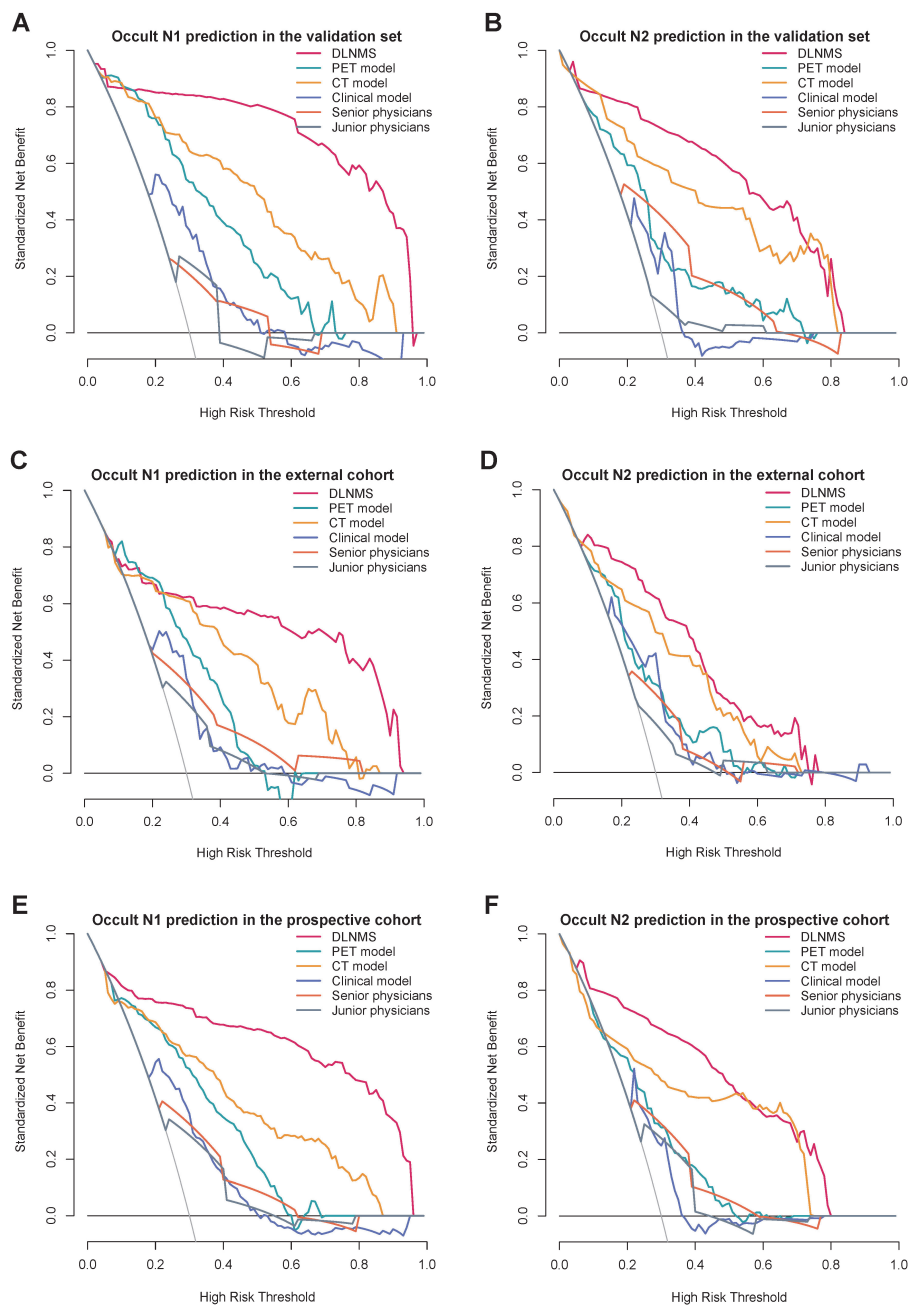 A
Occult N1 prediction in the validation set
DLNMS
PET model
CT model
Clinical model
Senior physicians
Junior physicians
Standardized Net Benefit
1.0
0.8
0.6
0.4
0.2
0.0
0.0 0.2 0.4 0.6 0.8 1.0
High Risk Threshold
B
Occult N2 prediction in the validation set
DLNMS
PET model
CT model
Clinical model
Senior physicians
Junior physicians
Standardized Net Benefit
1.0
0.8
0.6
0.4
0.2
0.0
0.0 0.2 0.4 0.6 0.8 1.0
High Risk Threshold
C
Occult N1 prediction in the external cohort
DLNMS
PET model
CT model
Clinical model
Senior physicians
Junior physicians
Standardized Net Benefit
1.0
0.8
0.6
0.4
0.2
0.0
0.0 0.2 0.4 0.6 0.8 1.0
High Risk Threshold
D
Occult N2 prediction in the external cohort
DLNMS
PET model
CT model
Clinical model
Senior physicians
Junior physicians
Standardized Net Benefit
1.0
0.8
0.6
0.4
0.2
0.0
0.0 0.2 0.4 0.6 0.8 1.0
High Risk Threshold
E
Occult N1 prediction in the prospective cohort
DLNMS
PET model
CT model
Clinical model
Senior physicians
Junior physicians
Standardized Net Benefit
1.0
0.8
0.6
0.4
0.2
0.0
0.0 0.2 0.4 0.6 0.8 1.0
High Risk Threshold
F
Occult N2 prediction in the prospective cohort
DLNMS
PET model
CT model
Clinical model
Senior physicians
Junior physicians
Standardized Net Benefit
1.0
0.8
0.6
0.4
0.2
0.0
0.0 0.2 0.4 0.6 0.8 1.0
High Risk Threshold